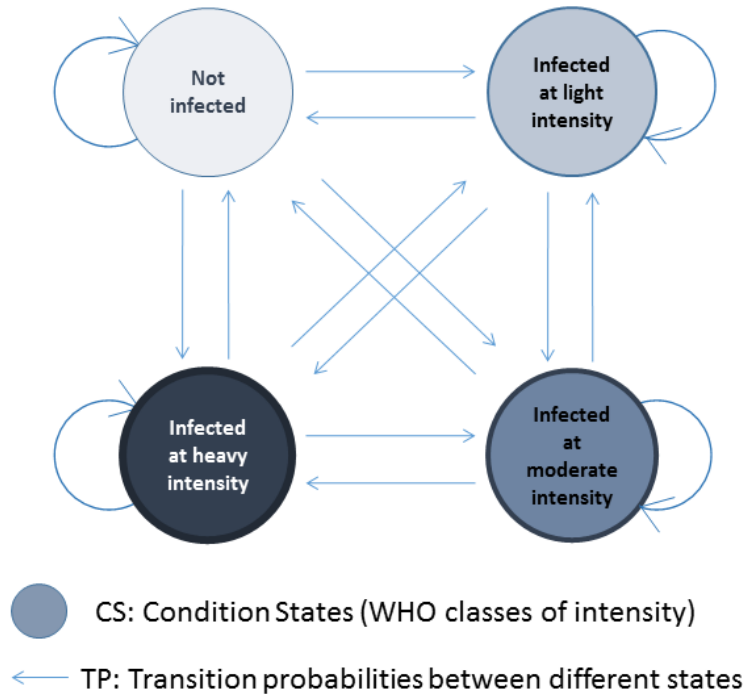 Not
infected
Infected
at light
intensity
Infected
at heavy
intensity
Infected
at
moderate
intensity
CS: Condition States (WHO classes of intensity)
TP: Transition probabilities between different states